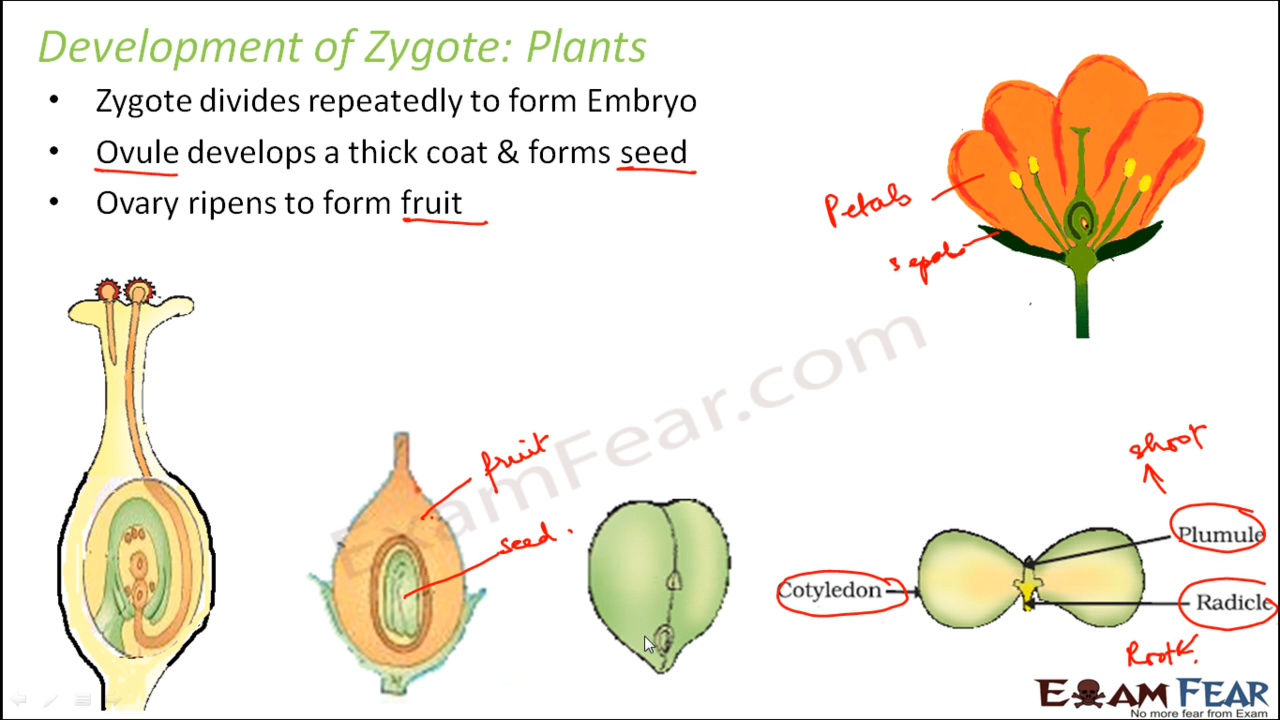 Development of Zygote: Plants
• Zygote divides repeatedly to form Embryo
• Ovule develops a thick coat & forms seed
• Ovary ripens to form fruit
Petals
sepals
ExamFear.com
fruit
seed
shoot
Plumule
Cotyledon
Radicle
Root
EXAM FEAR
No more fear from Exam